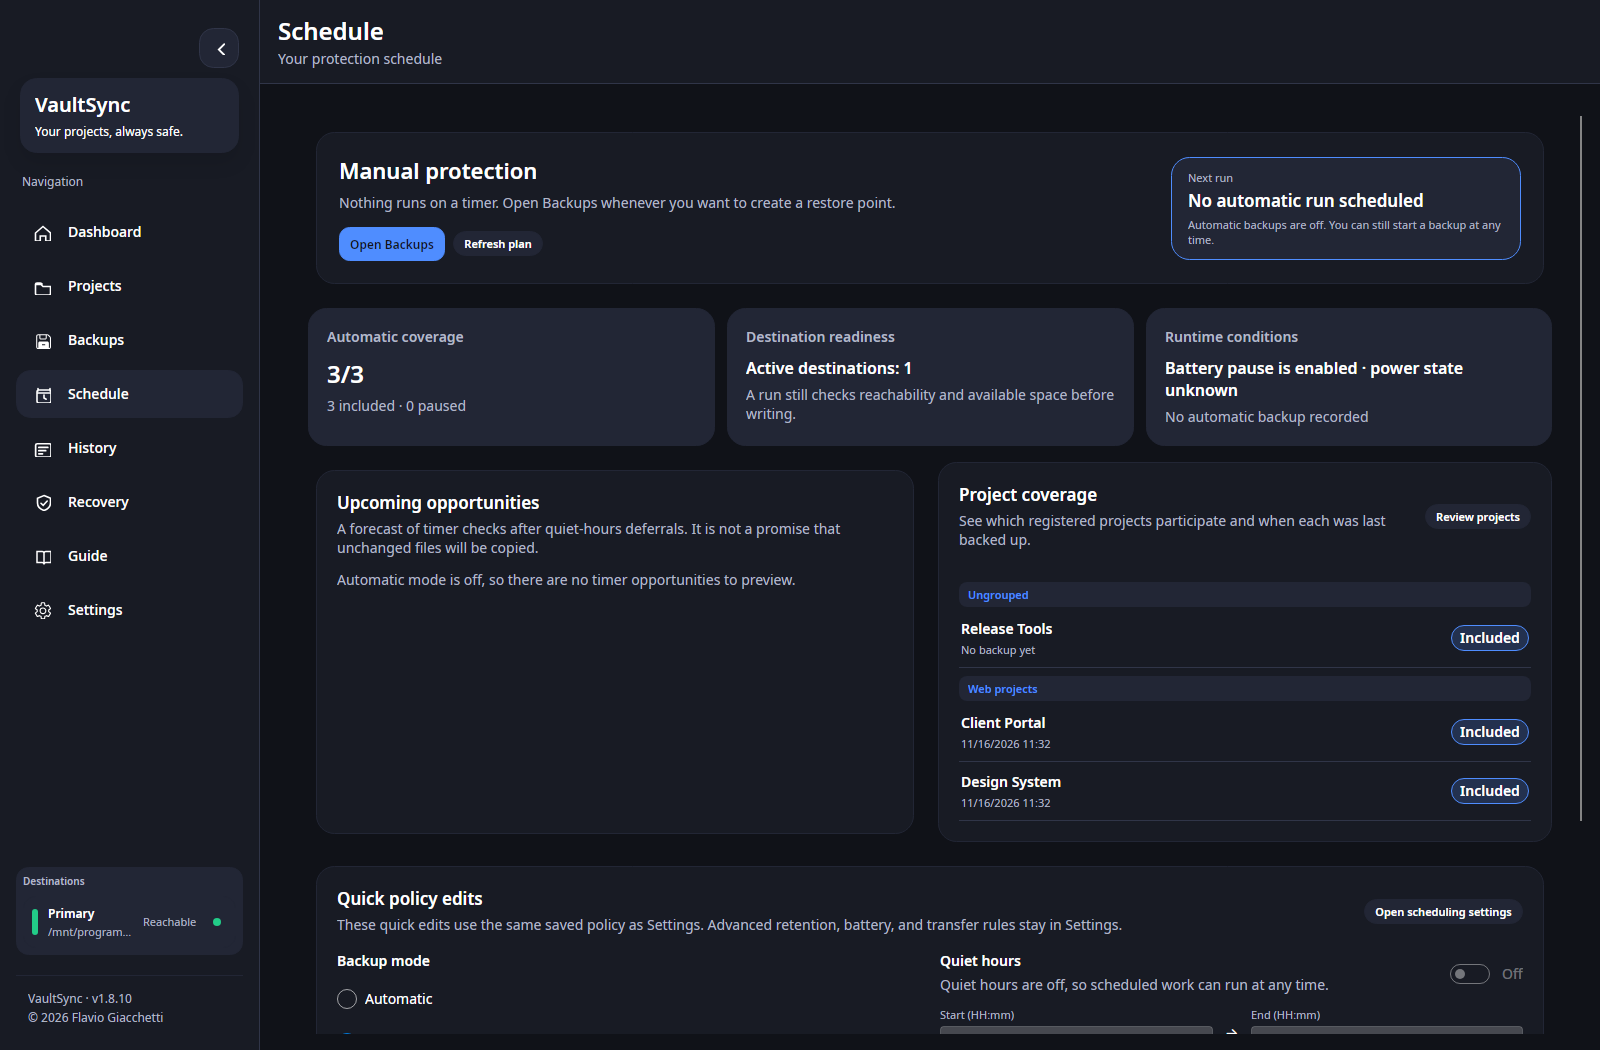 VaultSync
Your projects, always safe.
Navigation
Dashboard
Projects
Backups
Schedule
History
Recovery
Guide
Settings
Destinations
Primary
/mnt/program...
Reachable
VaultSync · v1.8.10
© 2026 Flavio Giacchetti
Schedule
Your protection schedule
Manual protection
Nothing runs on a timer. Open Backups whenever you want to create a restore point.
Open Backups
Refresh plan
Next run
No automatic run scheduled
Automatic backups are off. You can still start a backup at any
time.
Automatic coverage
3/3
3 included · 0 paused
Destination readiness
Active destinations: 1
A run still checks reachability and available space before
writing.
Runtime conditions
Battery pause is enabled · power state
unknown
No automatic backup recorded
Upcoming opportunities
A forecast of timer checks after quiet-hours deferrals. It is not a promise that
unchanged files will be copied.
Automatic mode is off, so there are no timer opportunities to preview.
Project coverage
See which registered projects participate and when each was last
backed up.
Review projects
Ungrouped
Release Tools
No backup yet
Included
Web projects
Client Portal
11/16/2026 11:32
Included
Design System
11/16/2026 11:32
Included
Quick policy edits
These quick edits use the same saved policy as Settings. Advanced retention, battery, and transfer rules stay in Settings.
Open scheduling settings
Backup mode
Automatic
Quiet hours
Quiet hours are off, so scheduled work can run at any time.
Off
Start (HH:mm)
End (HH:mm)